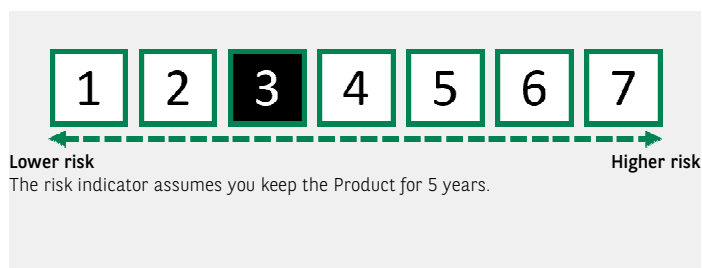 1 2 3 4 5 6 7
Lower risk Higher risk
The risk indicator assumes you keep the Product for 5 years.